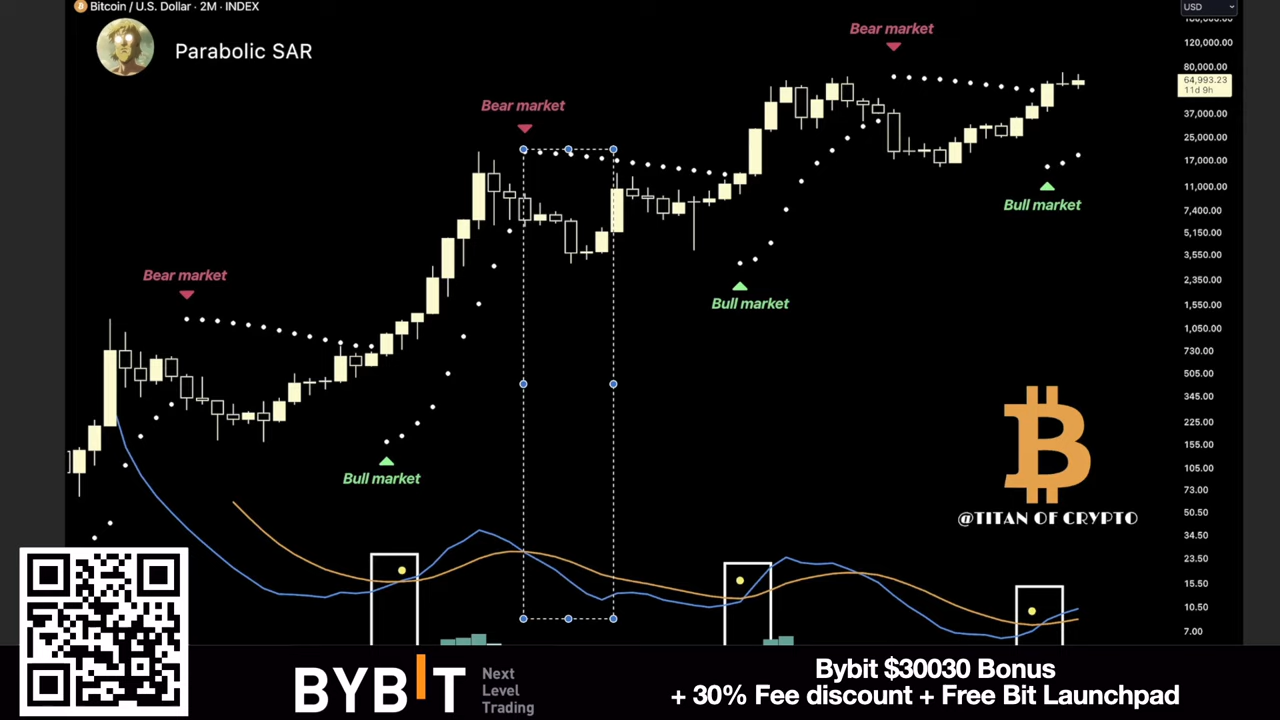 Bitcoin / U.S. Dollar · 2M · INDEX
USD
Parabolic SAR
Bear market
120,000.00
80,000.00
64,993.23
11d 9h
Bear market
37,000.00
25,000.00
17,000.00
11,000.00
Bull market
7,400.00
5,150.00
3,550.00
Bear market
2,350.00
Bull market
1,550.00
1,050.00
730.00
505.00
345.00
225.00
155.00
105.00
Bull market
73.00
50.50
@TITAN OF CRYPTO
34.50
23.50
15.50
10.50
7.00
BYBIT
Next
Level
Trading
Bybit $30030 Bonus
+ 30% Fee discount + Free Bit Launchpad